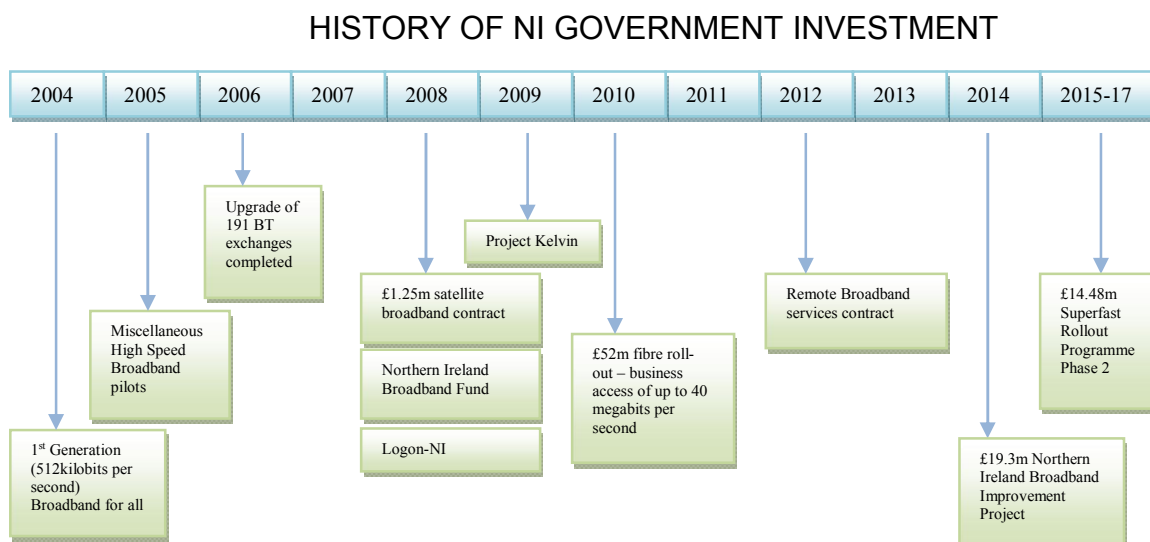 HISTORY OF NI GOVERNMENT INVESTMENT
2004
2005
2006
2007
2008
2009
2010
2011
2012
2013
2014
2015-17
1st Generation
(512kilobits per
second)
Broadband for all
Miscellaneous
High Speed
Broadband
pilots
Upgrade of
191 BT
exchanges
completed
£1.25m satellite
broadband contract
Northern Ireland
Broadband Fund
Logon-NI
Project Kelvin
£52m fibre roll-
out – business
access of up to 40
megabits per
second
Remote Broadband
services contract
£19.3m Northern
Ireland Broadband
Improvement
Project
£14.48m
Superfast
Rollout
Programme
Phase 2